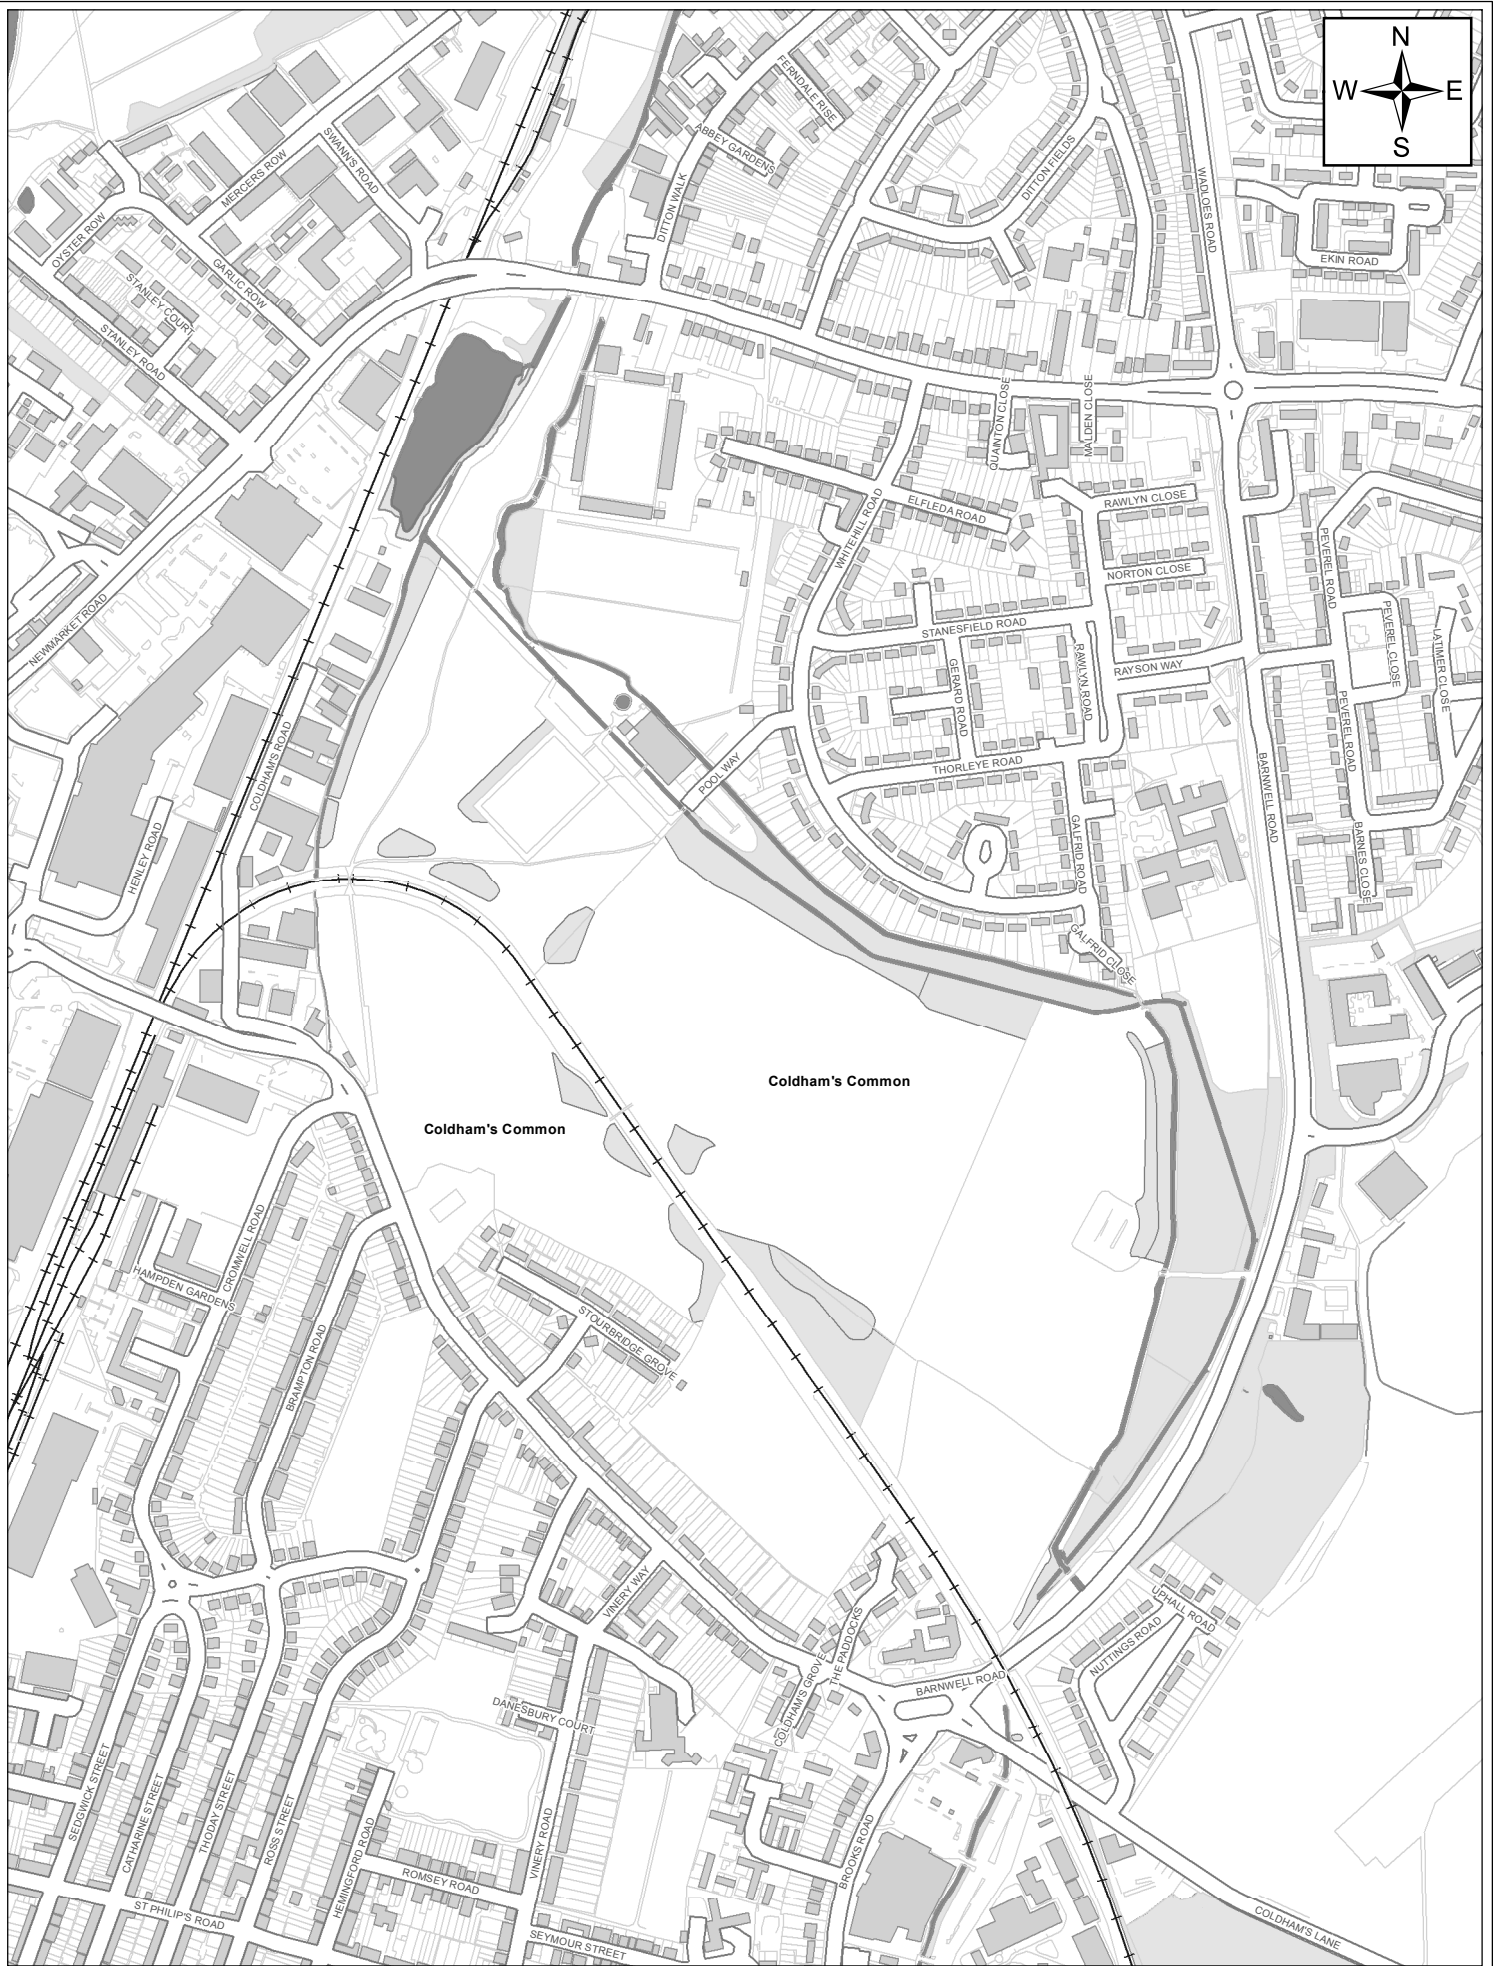 N
W E
S
FERNDALE RISE
SWANN'S ROAD
ABBEY GARDENS
MERCERS ROW
DITTON FIELDS
DITTON WALK
WADLOES ROAD
OYSTER ROW
GARLIC ROW
EKIN ROAD
STANLEY COURT
STANLEY ROAD
QUAINTON CLOSE
MALDEN CLOSE
RAWLYN CLOSE
ELFLEDA ROAD
WHITEHILL ROAD
PEVEREL ROAD
NORTON CLOSE
NEWMARKET ROAD
STANESFIELD ROAD
PEVEREL CLOSE
LATIMER CLOSE
RAYSON WAY
RAWLYN ROAD
GERARD ROAD
PEVEREL ROAD
COLDHAM'S ROAD
POOL WAY
THORLEYE ROAD
BARNWELL ROAD
HENLEY ROAD
GALFRID ROAD
BARNES CLOSE
GALFRID CLOSE
Coldham's Common
Coldham's Common
CROMWELL ROAD
HAMPDEN GARDENS
STOURBRIDGE GROVE
BRAMPTON ROAD
VINERY WAY
UPHALL ROAD
NUTTINGS ROAD
THE PADDOCKS
COLDHAM'S GROVE
BARNWELL ROAD
DANESBURY COURT
SEDGWICK STREET
CATHARINE STREET
THODAY STREET
ROSS STREET
HEMINGFORD ROAD
VINERY ROAD
BROOKS ROAD
ROMSEY ROAD
ST PHILIP'S ROAD
SEYMOUR STREET
COLDHAM'S LANE